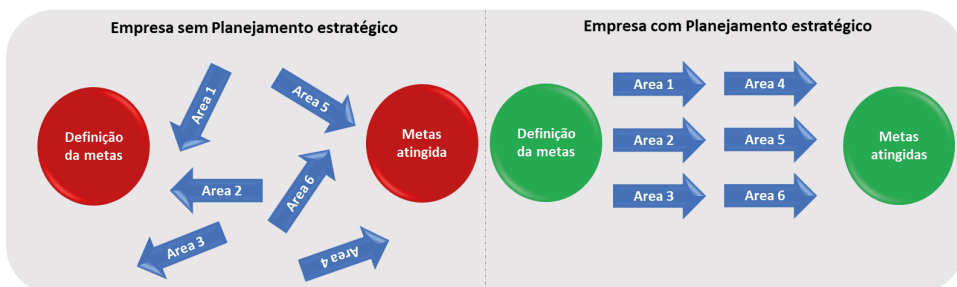 Empresa sem Planejamento estratégico
Definição
da metas
Area 1
Area 2
Area 3
Area 5
Area 6
Area 4
Metas
atingida
Empresa com Planejamento estratégico
Definição
da metas
Area 1
Area 4
Area 2
Area 5
Area 3
Area 6
Metas
atingidas